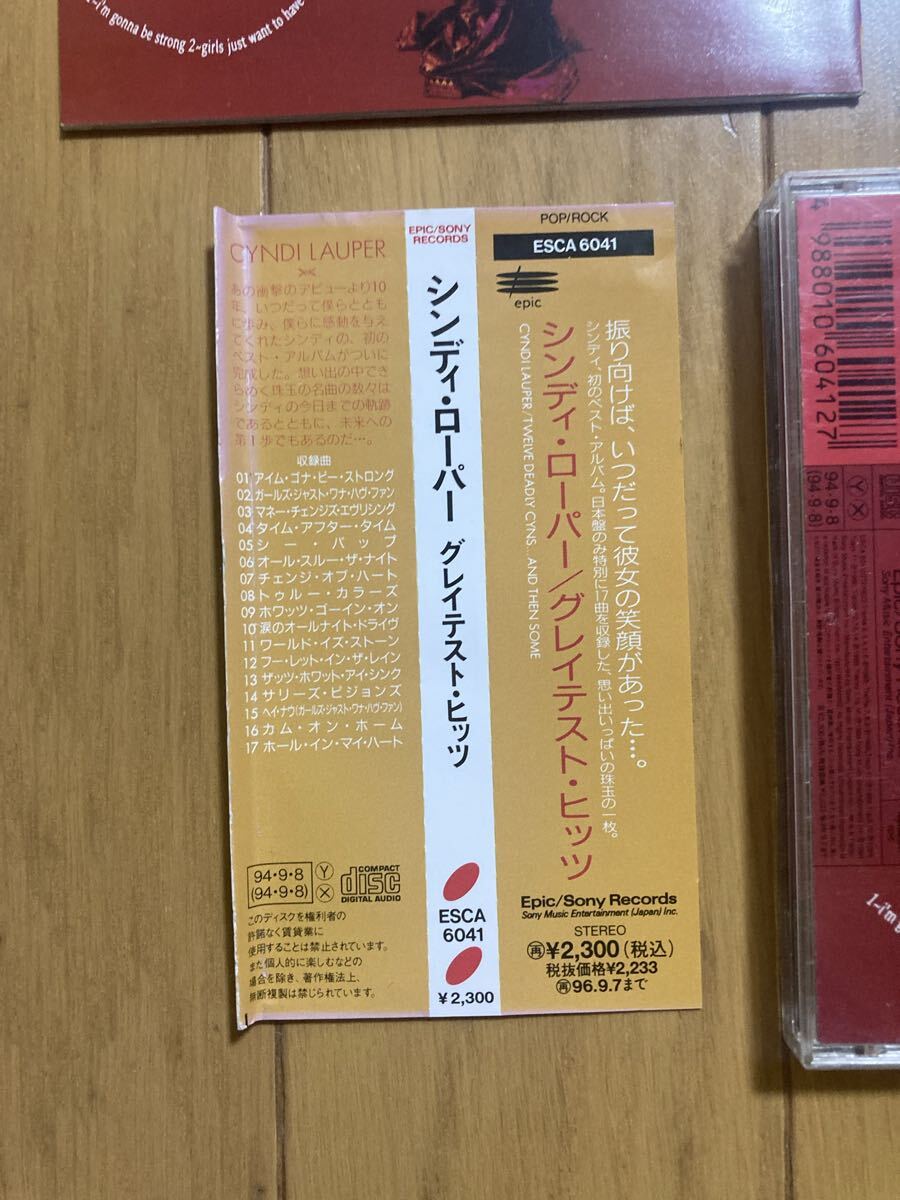 1~i'm gonna be strong 2~girls just want to have
CYNDI LAUPER
あの衝撃のデビューより10
年、いつだって僕らととも
に歩み、僕らに感動を与え
てくれたシンディの、初の
ベスト・アルバムがついに
完成した。想い出の中でき
らめく珠玉の名曲の数々は
シンディの今日までの軌跡
であるとともに、未来への
第1歩でもあるのだ…。
収録曲
01 アイム・ゴナ・ビー・ストロング
02 ガールズ・ジャスト・ワナ・ハヴ・ファン
03 マネー・チェンジズ・エヴリシング
04 タイム・アフター・タイム
05 シー・バップ
06 オール・スルー・ザ・ナイト
07 チェンジ・オブ・ハート
08 トゥルー・カラーズ
09 ホワッツ・ゴーイン・オン
10 涙のオールナイト・ドライヴ
11 ワールド・イズ・ストーン
12 フー・レット・イン・ザ・レイン
13 ザッツ・ホワット・アイ・シンク
14 サリーズ・ピジョンズ
15 ヘイ・ナウ(ガールズ・ジャスト・ワナ・ハヴ・ファン)
16 カム・オン・ホーム
17 ホール・イン・マイ・ハート
94・9・8 Ⓨ
(94・9・8) Ⓧ
COMPACT
disc
DIGITAL AUDIO
このディスクを権利者の
許諾なく賃貸業に
使用することは禁止されています。
また個人的に楽しむなどの
場合を除き、著作権法上、
無断複製は禁じられています。
EPIC/SONY
RECORDS
シンディ・ローパー グレイテスト・ヒッツ
ESCA
6041
¥2,300
POP/ROCK
ESCA 6041
epic
振り向けば、いつだって彼女の笑顔があった…。
シンディ、初のベスト・アルバム。日本盤のみ特別に17曲を収録した、思い出いっぱいの珠玉の一枚。
シンディ・ローパー/グレイテスト・ヒッツ
CYNDI LAUPER/TWELVE DEADLY CYNS... AND THEN SOME
Epic/Sony Records
Sony Music Entertainment (Japan) Inc.
STEREO
㊢¥2,300(税込)
税抜価格¥2,233
㊢96.9.7まで
4 988010 604127
94・9・8
(94・9・8)
Ⓨ
Ⓧ